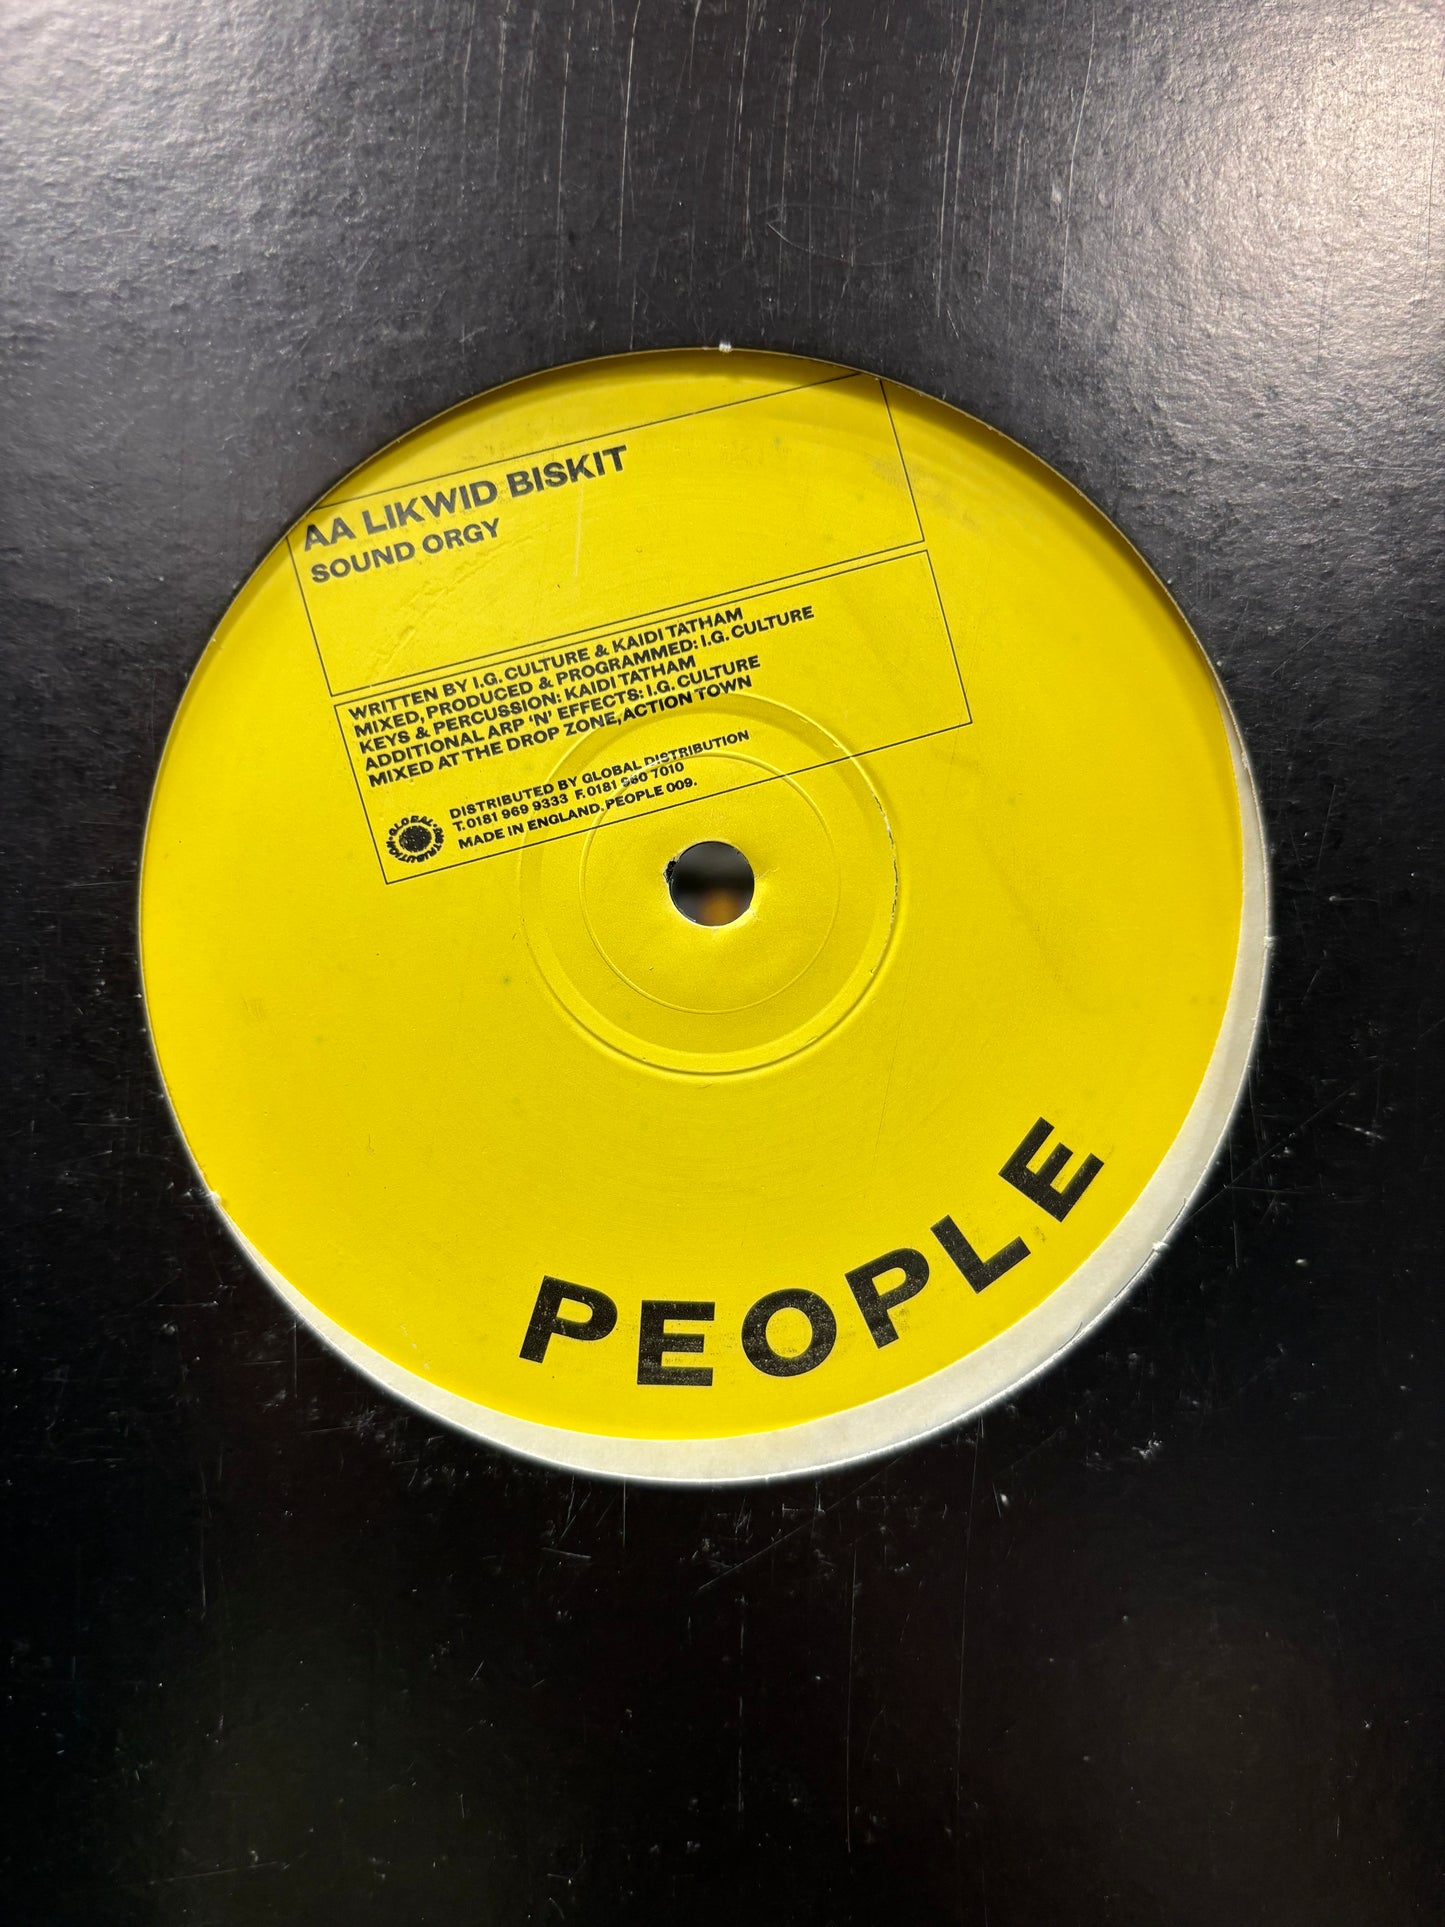 AA LIKWID BISKIT
SOUND ORGY
WRITTEN BY I.G. CULTURE & KAIDI TATHAM
MIXED, PRODUCED & PROGRAMMED: I.G. CULTURE
KEYS & PERCUSSION: KAIDI TATHAM
ADDITIONAL ARP 'N' EFFECTS: I.G. CULTURE
MIXED AT THE DROP ZONE, ACTION TOWN
DISTRIBUTED BY GLOBAL DISTRIBUTION
T. 0181 969 9333 F. 0181 960 7010
MADE IN ENGLAND. PEOPLE 009.
GLOBAL DISTRIBUTION
PEOPLE